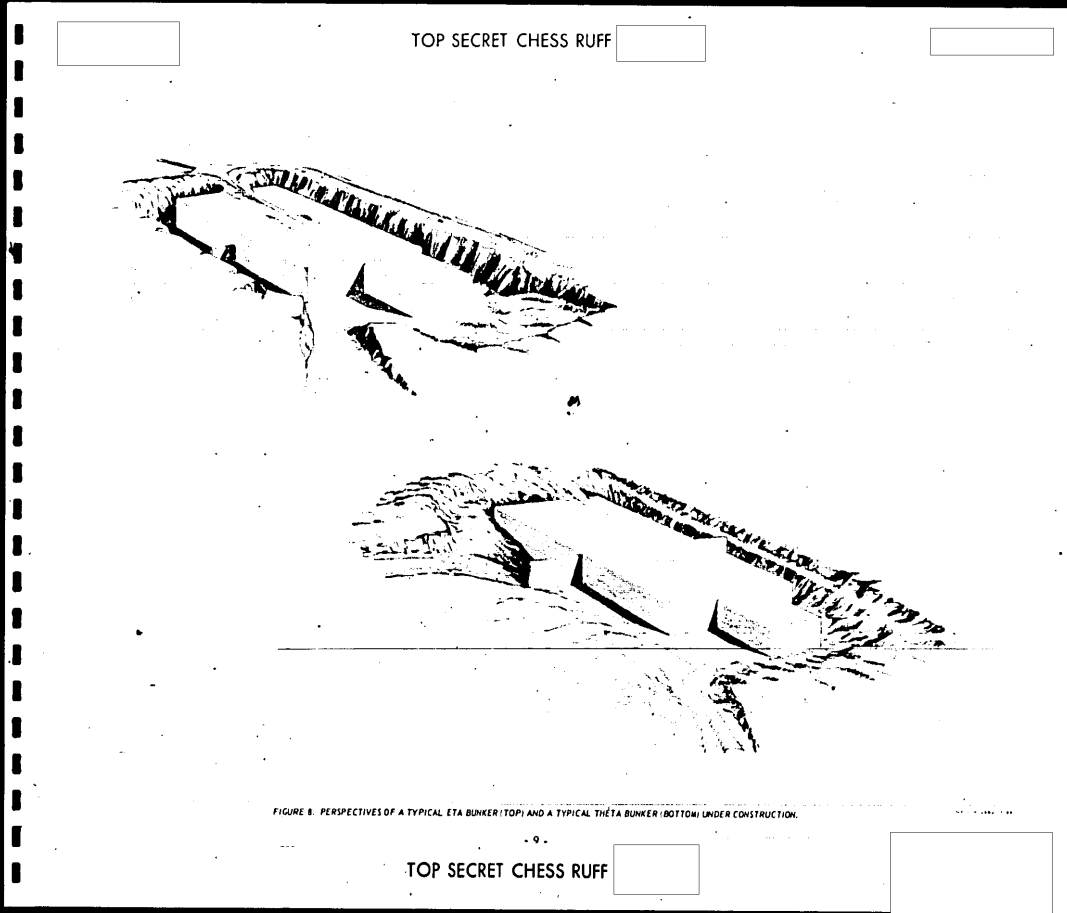 TOP SECRET CHESS RUFF
FIGURE 8. PERSPECTIVES OF A TYPICAL ETA BUNKER (TOP) AND A TYPICAL THETA BUNKER (BOTTOM) UNDER CONSTRUCTION.
- 9 -
TOP SECRET CHESS RUFF